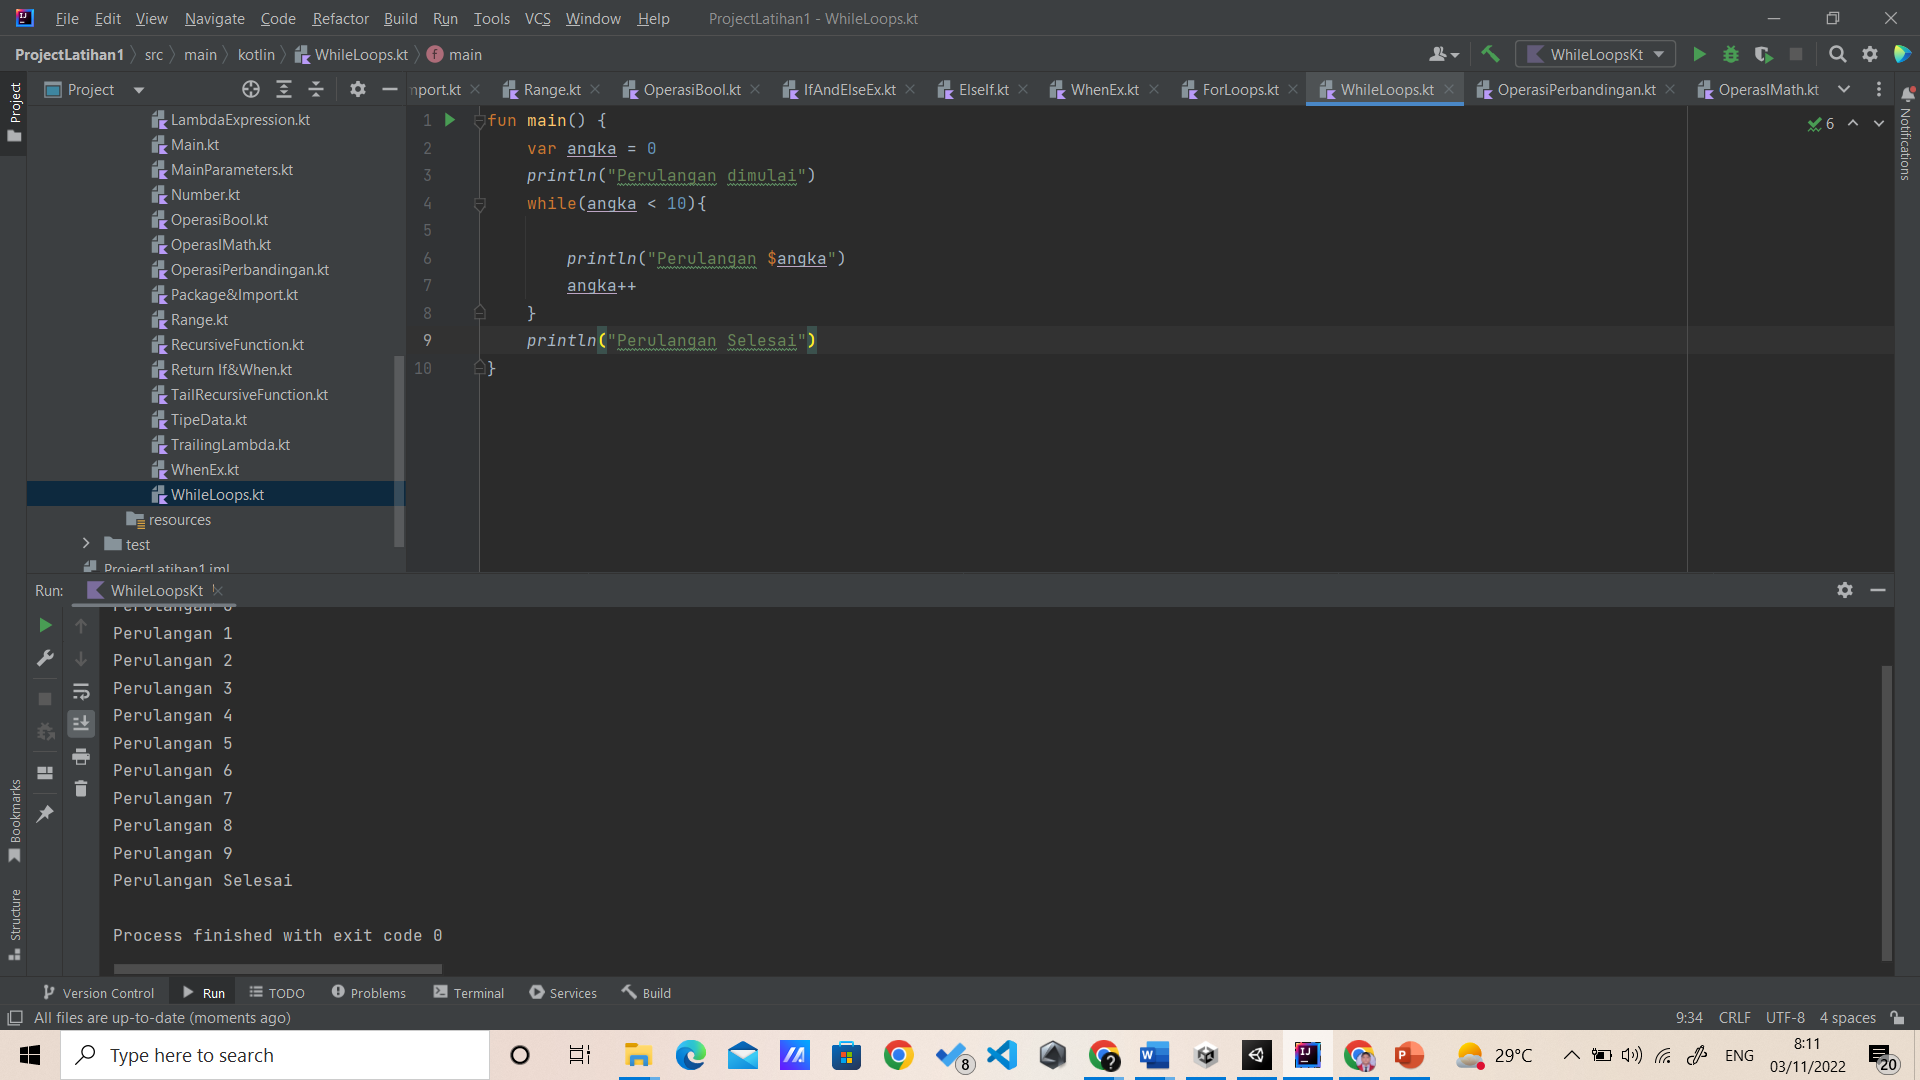 File Edit View Navigate Code Refactor Build Run Tools VCS Window Help ProjectLatihan1 - WhileLoops.kt
ProjectLatihan1 src main kotlin WhileLoops.kt main WhileLoopsKt
Project
Project
mport.kt Range.kt OperasiBool.kt IfAndElseEx.kt ElseIf.kt WhenEx.kt ForLoops.kt WhileLoops.kt OperasiPerbandingan.kt OperasIMath.kt
Notifications
LambdaExpression.kt
Main.kt
MainParameters.kt
Number.kt
OperasiBool.kt
OperasIMath.kt
OperasiPerbandingan.kt
Package&Import.kt
Range.kt
RecursiveFunction.kt
Return If&When.kt
TailRecursiveFunction.kt
TipeData.kt
TrailingLambda.kt
WhenEx.kt
WhileLoops.kt
resources
test
ProjectLatihan1.iml
1 fun main() {
6
2 var angka = 0
3 println("Perulangan dimulai")
4 while(angka < 10){
5
6 println("Perulangan $angka")
7 angka++
8 }
9 println("Perulangan Selesai")
10 }
Run: WhileLoopsKt
Perulangan 0
Perulangan 1
Perulangan 2
Perulangan 3
Perulangan 4
Perulangan 5
Perulangan 6
Perulangan 7
Perulangan 8
Perulangan 9
Perulangan Selesai
Process finished with exit code 0
Bookmarks
Structure
Version Control Run TODO Problems Terminal Services Build
All files are up-to-date (moments ago) 9:34 CRLF UTF-8 4 spaces
Type here to search 8 29°C ENG 8:11
03/11/2022 20